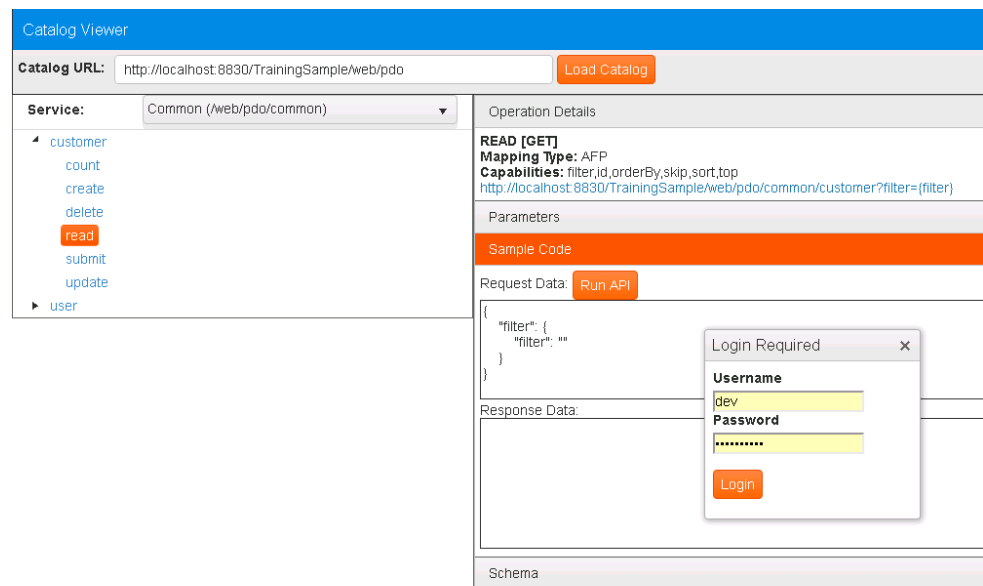 Catalog Viewer
Catalog URL: http://localhost:8830/TrainingSample/web/pdo Load Catalog
Service: Common (/web/pdo/common)
customer
count
create
delete
read
submit
update
user
Operation Details
READ [GET]
Mapping Type: AFP
Capabilities: filter,id,orderBy,skip,sort,top
http://localhost:8830/TrainingSample/web/pdo/common/customer?filter={filter}
Parameters
Sample Code
Request Data: Run API
{
"filter": {
"filter": ""
}
}
Response Data:
Login Required ×
Username
dev
Password
••••••••••
Login
Schema